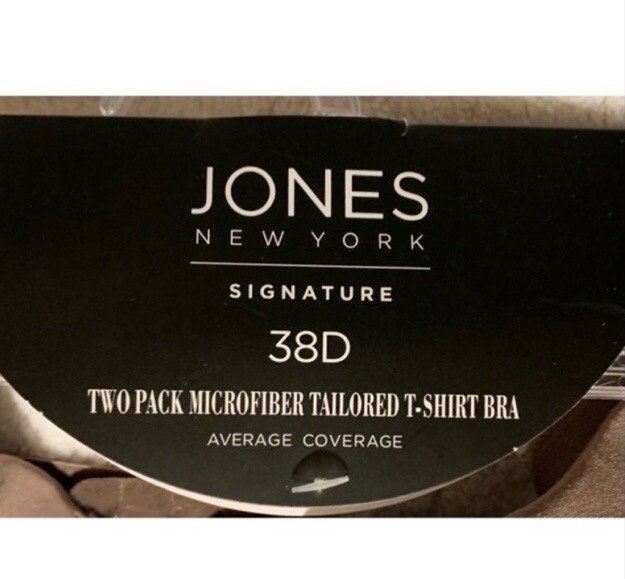 JONES
NEW YORK
SIGNATURE
38D
TWO PACK MICROFIBER TAILORED T-SHIRT BRA
AVERAGE COVERAGE